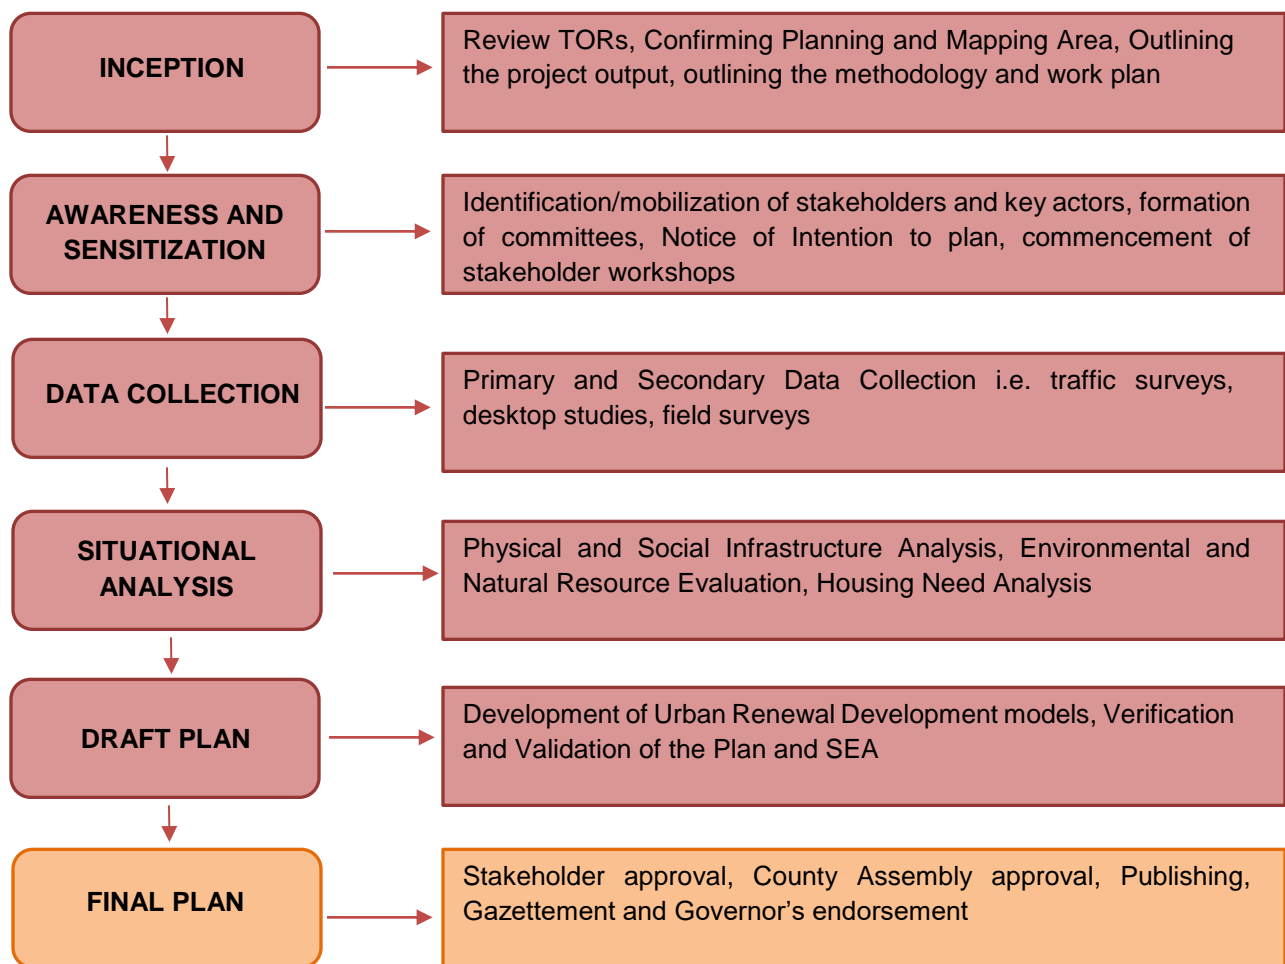 INCEPTION
Review TORs, Confirming Planning and Mapping Area, Outlining
the project output, outlining the methodology and work plan
AWARENESS AND
SENSITIZATION
Identification/mobilization of stakeholders and key actors, formation
of committees, Notice of Intention to plan, commencement of
stakeholder workshops
DATA COLLECTION
Primary and Secondary Data Collection i.e. traffic surveys,
desktop studies, field surveys
SITUATIONAL
ANALYSIS
Physical and Social Infrastructure Analysis, Environmental and
Natural Resource Evaluation, Housing Need Analysis
DRAFT PLAN
Development of Urban Renewal Development models, Verification
and Validation of the Plan and SEA
FINAL PLAN
Stakeholder approval, County Assembly approval, Publishing,
Gazettement and Governor’s endorsement